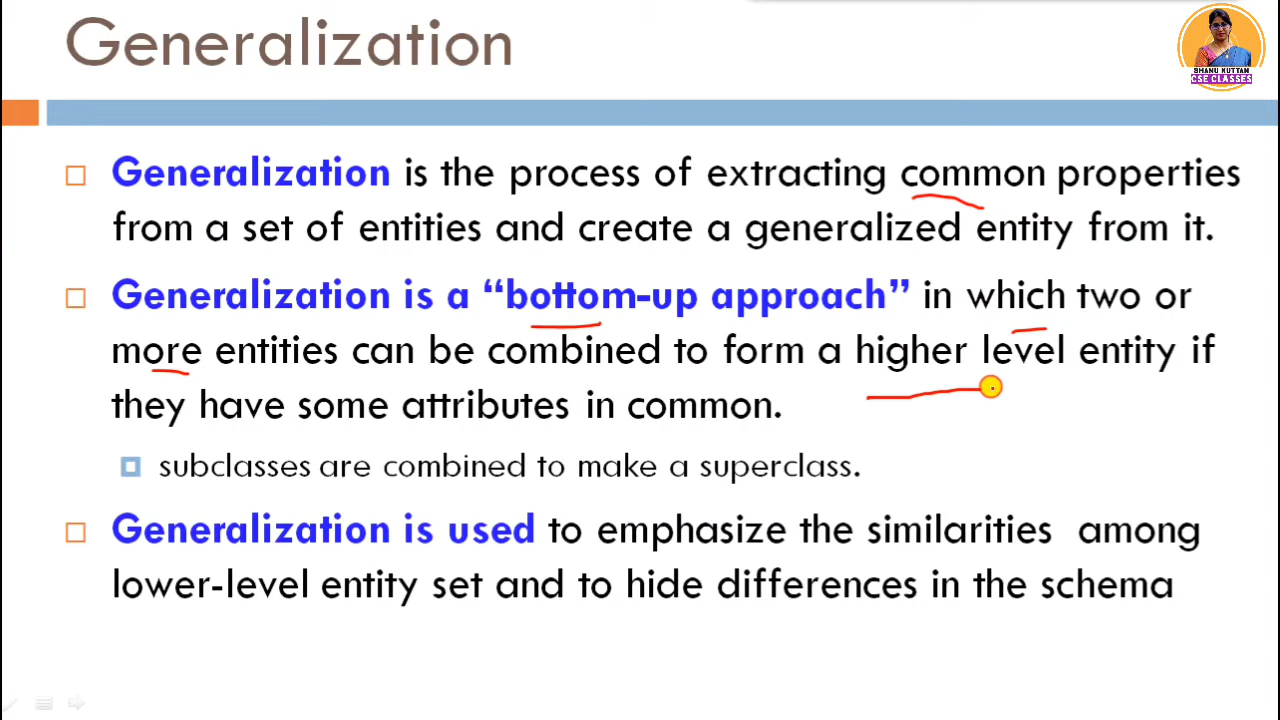 Generalization
BHANU KUTTAN
CSE CLASSES
Generalization is the process of extracting common properties
from a set of entities and create a generalized entity from it.
Generalization is a “bottom-up approach” in which two or
more entities can be combined to form a higher level entity if
they have some attributes in common.
subclasses are combined to make a superclass.
Generalization is used to emphasize the similarities among
lower-level entity set and to hide differences in the schema